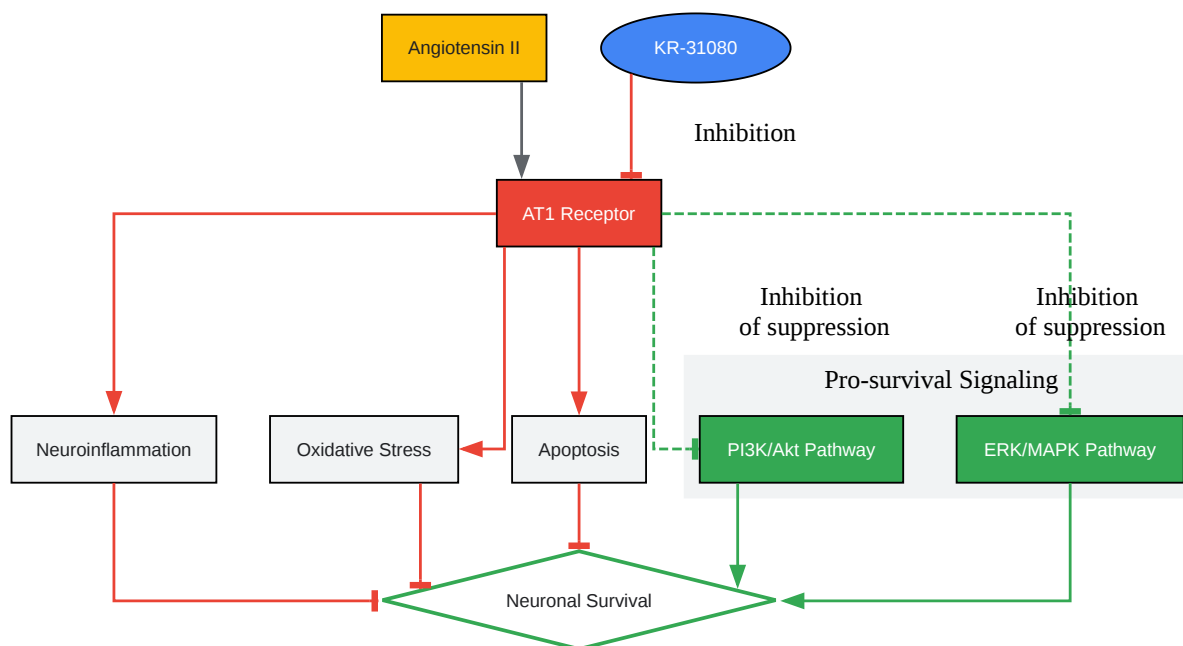 Angiotensin II
KR-31080
Inhibition
AT1 Receptor
Inhibition
of suppression
Inhibition
of suppression
Pro-survival Signaling
Neuroinflammation
Oxidative Stress
Apoptosis
PI3K/Akt Pathway
ERK/MAPK Pathway
Neuronal Survival